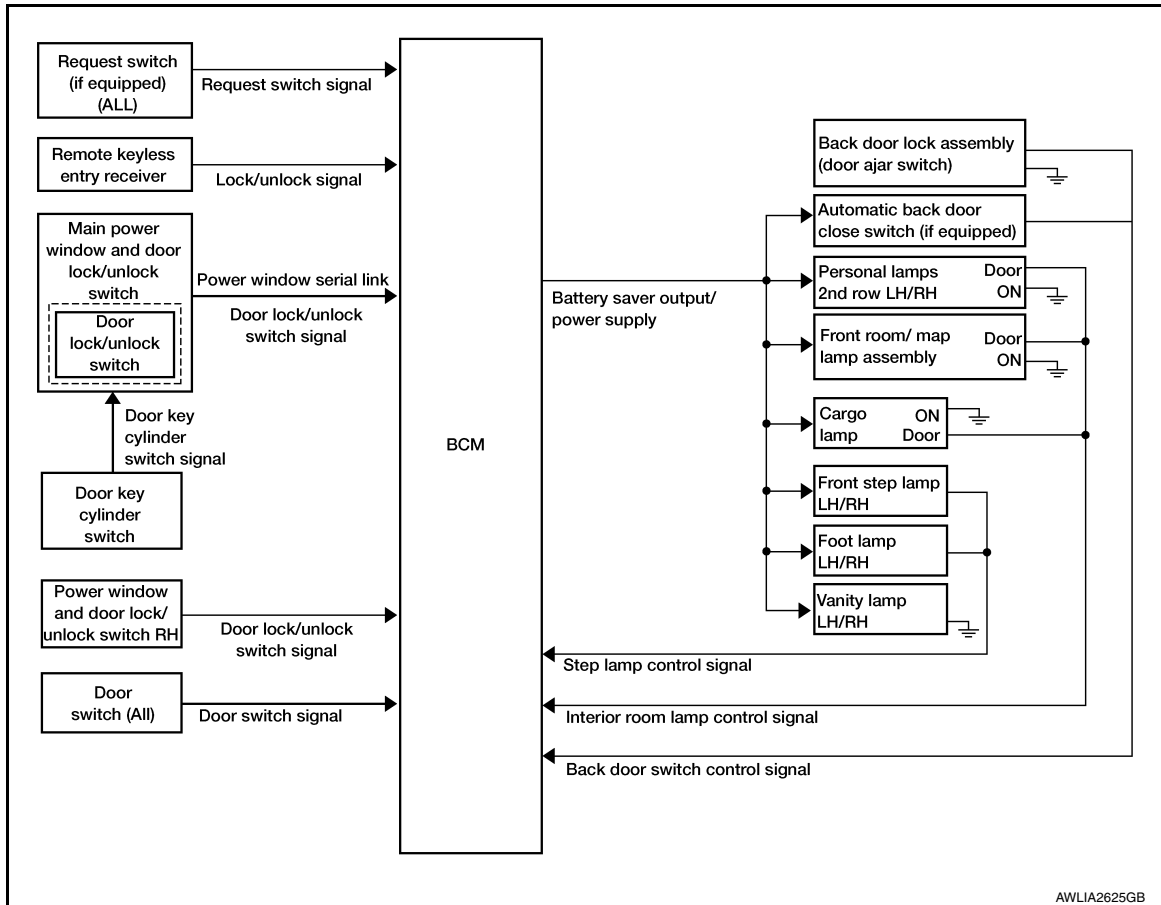 Request switch
(if equipped)
(ALL)
Request switch signal
Remote keyless
entry receiver
Lock/unlock signal
Main power
window and door
lock/unlock
switch
Door
lock/unlock
switch
Power window serial link
Door lock/unlock
switch signal
Door key
cylinder
switch signal
Door key
cylinder
switch
Power window
and door lock/
unlock switch RH
Door lock/unlock
switch signal
Door
switch (All)
Door switch signal
BCM
Battery saver output/
power supply
Back door lock assembly
(door ajar switch)
Automatic back door
close switch (if equipped)
Personal lamps Door
2nd row LH/RH ON
Front room/ map Door
lamp assembly ON
Cargo ON
lamp Door
Front step lamp
LH/RH
Foot lamp
LH/RH
Vanity lamp
LH/RH
Step lamp control signal
Interior room lamp control signal
Back door switch control signal
AWLIA2625GB